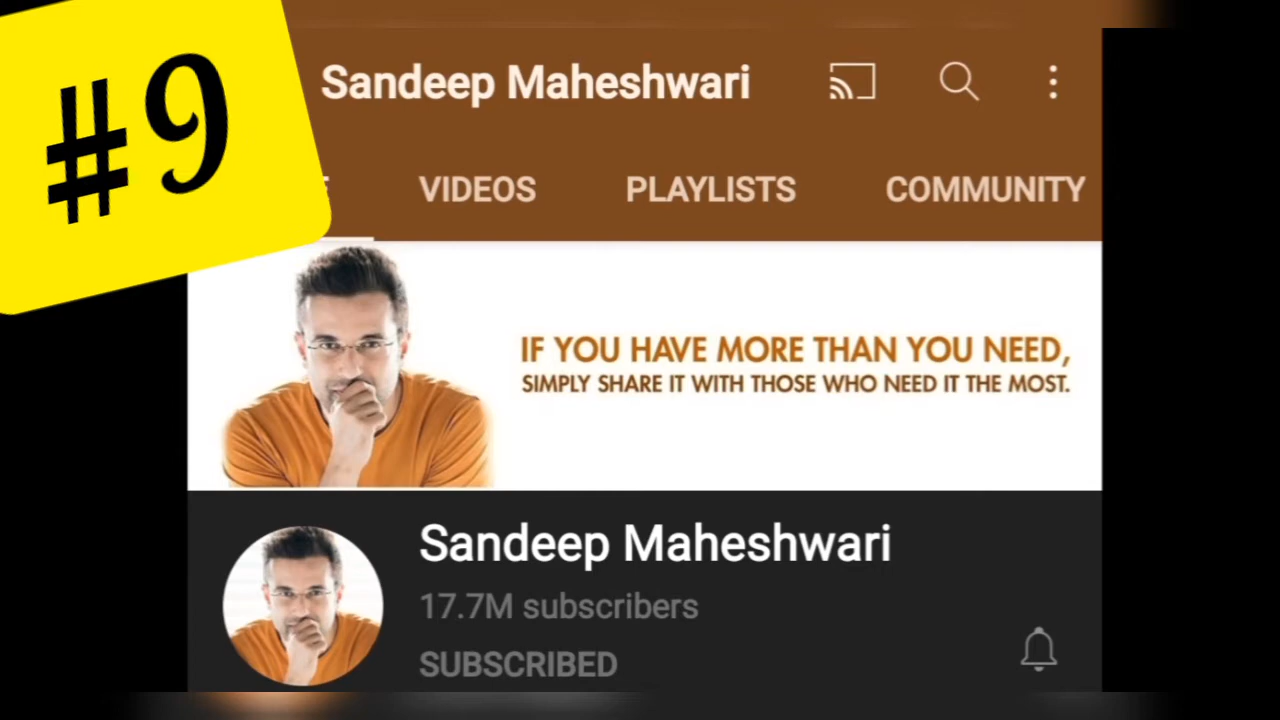 #9
Sandeep Maheshwari
VIDEOS PLAYLISTS COMMUNITY
IF YOU HAVE MORE THAN YOU NEED,
SIMPLY SHARE IT WITH THOSE WHO NEED IT THE MOST.
Sandeep Maheshwari
17.7M subscribers
SUBSCRIBED